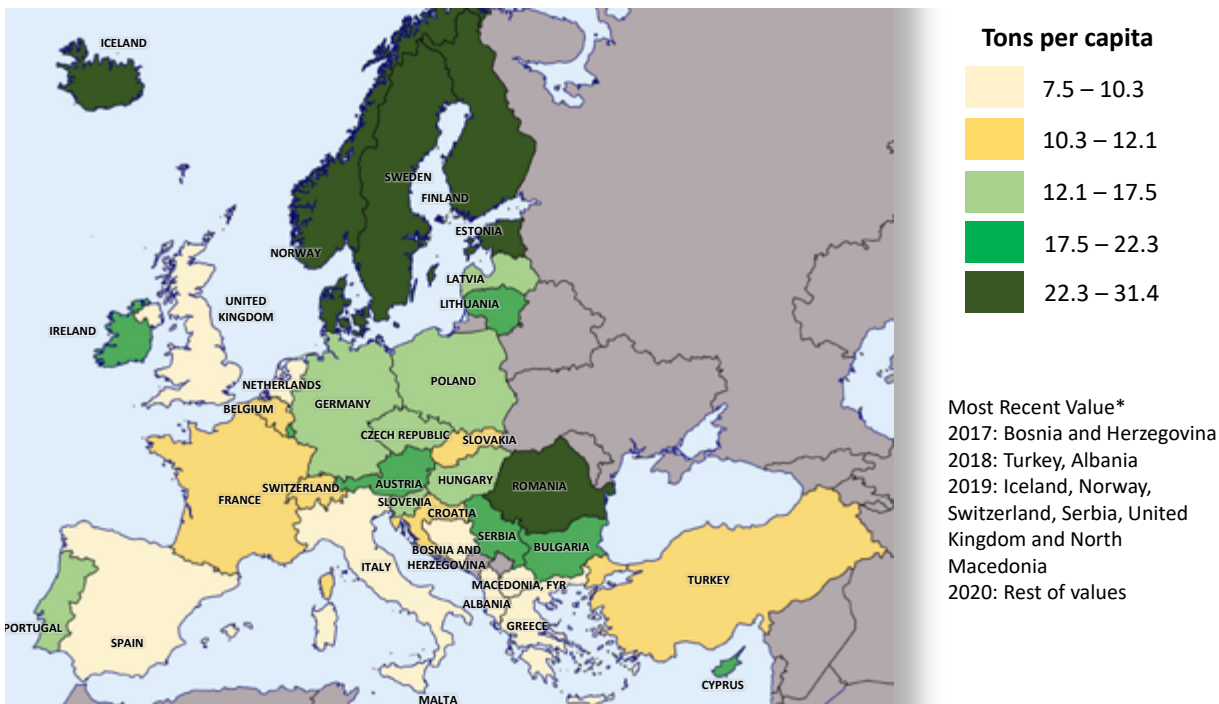 ICELAND
SWEDEN
FINLAND
NORWAY
ESTONIA
LATVIA
LITHUANIA
UNITED
KINGDOM
IRELAND
NETHERLANDS
BELGIUM
GERMANY
POLAND
CZECH REPUBLIC
SLOVAKIA
FRANCE
SWITZERLAND
AUSTRIA
HUNGARY
ROMANIA
SLOVENIA
CROATIA
SERBIA
BOSNIA AND
HERZEGOVINA
BULGARIA
ITALY
MACEDONIA, FYR
ALBANIA
GREECE
TURKEY
PORTUGAL
SPAIN
CYPRUS
MALTA
Tons per capita
7.5 – 10.3
10.3 – 12.1
12.1 – 17.5
17.5 – 22.3
22.3 – 31.4
Most Recent Value*
2017: Bosnia and Herzegovina
2018: Turkey, Albania
2019: Iceland, Norway,
Switzerland, Serbia, United
Kingdom and North
Macedonia
2020: Rest of values